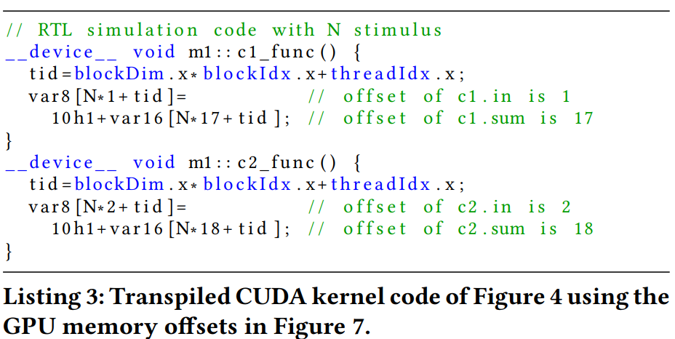 // RTL simulation code with N stimulus
__device__ void m1::c1_func() {
tid=blockDim.x*blockIdx.x+threadIdx.x;
var8[N*1+tid]= // offset of c1.in is 1
10h1+var16[N*17+tid]; // offset of c1.sum is 17
}
__device__ void m1::c2_func() {
tid=blockDim.x*blockIdx.x+threadIdx.x;
var8[N*2+tid]= // offset of c2.in is 2
10h1+var16[N*18+tid]; // offset of c2.sum is 18
}
Listing 3: Transpiled CUDA kernel code of Figure 4 using the
GPU memory offsets in Figure 7.